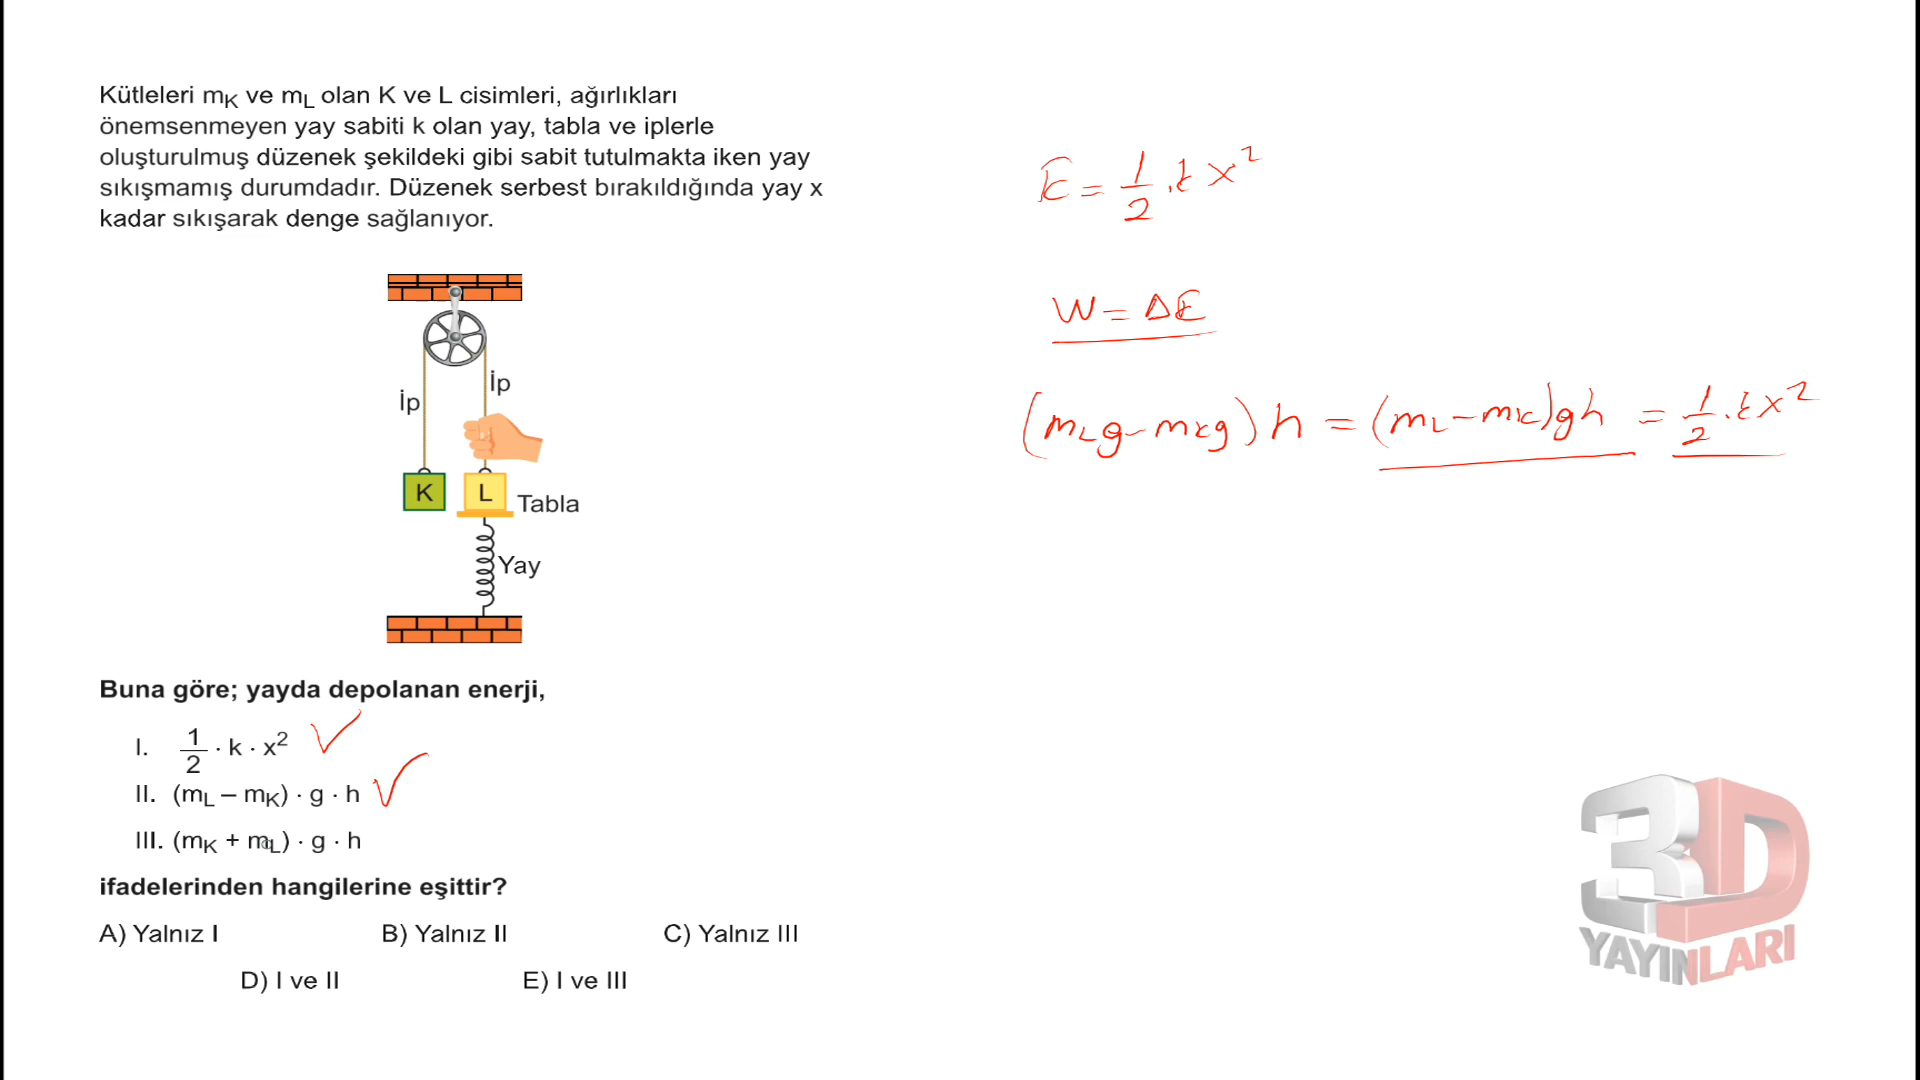 Kütleleri mK ve mL olan K ve L cisimleri, ağırlıkları
önemsenmeyen yay sabiti k olan yay, tabla ve iplerle
oluşturulmuş düzenek şekildeki gibi sabit tutulmakta iken yay
sıkışmamış durumdadır. Düzenek serbest bırakıldığında yay x
kadar sıkışarak denge sağlanıyor.
İp
İp
K
L
Tabla
Yay
Buna göre; yayda depolanan enerji,
I. 1/2 · k · x²
II. (mL – mK) · g · h
III. (mK + mL) · g · h
ifadelerinden hangilerine eşittir?
A) Yalnız I B) Yalnız II C) Yalnız III
D) I ve II E) I ve III
E = 1/2 . k x²
W = ΔE
(mLg - mKg) h = (mL - mK)gh = 1/2 . k x²
3D
YAYINLARI